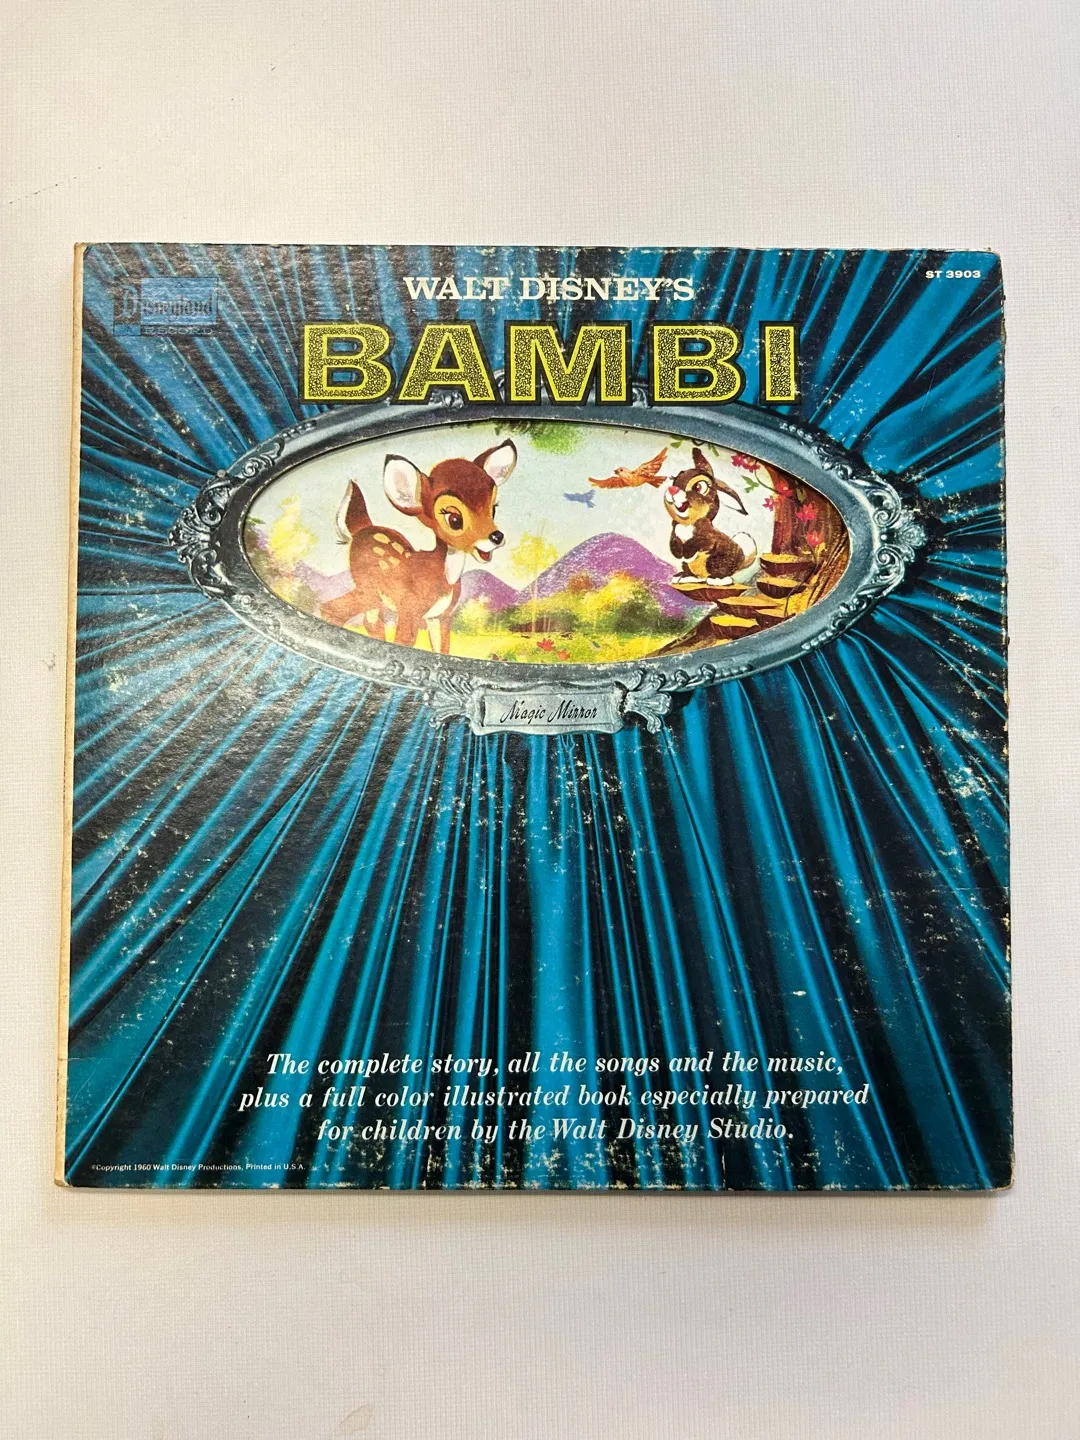 Disneyland
RECORDS
ST 3903
WALT DISNEY'S
BAMBI
Magic Mirror
The complete story, all the songs and the music,
plus a full color illustrated book especially prepared
for children by the Walt Disney Studio.
©Copyright 1960 Walt Disney Productions, Printed in U.S.A.